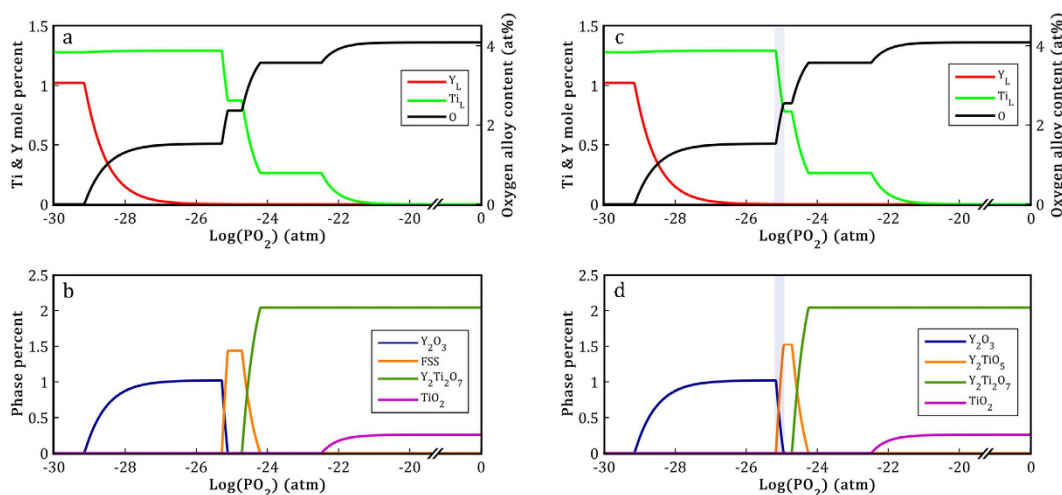 a
1.5
1
0.5
0
Ti & Y mole percent
4
2
0
Oxygen alloy content (at%)
Y_L
Ti_L
O
-30 -28 -26 -24 -22 -20 0
Log(PO₂) (atm)
c
1.5
1
0.5
0
Ti & Y mole percent
4
2
0
Oxygen alloy content (at%)
Y_L
Ti_L
O
-30 -28 -26 -24 -22 -20 0
Log(PO₂) (atm)
b
2.5
2
1.5
1
0.5
0
Phase percent
Y₂O₃
FSS
Y₂Ti₂O₇
TiO₂
-30 -28 -26 -24 -22 -20 0
Log(PO₂) (atm)
d
2.5
2
1.5
1
0.5
0
Phase percent
Y₂O₃
Y₂TiO₅
Y₂Ti₂O₇
TiO₂
-30 -28 -26 -24 -22 -20 0
Log(PO₂) (atm)